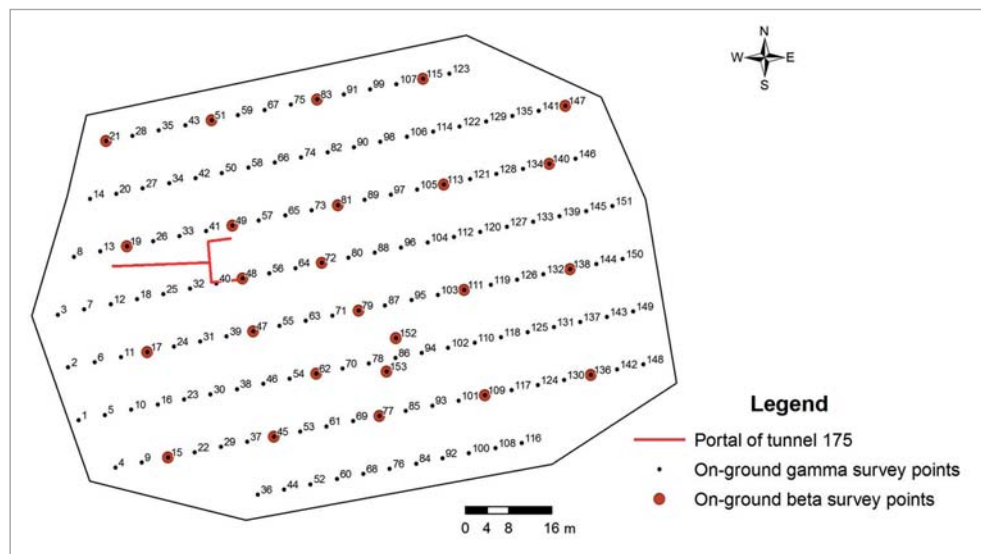 N
W E
S
21 28 35 43 51 59 67 75 83 91 99 107 115 123
14 20 27 34 42 50 58 66 74 82 90 98 106 114 122 129 135 141 147
8 13 19 26 33 41 49 57 65 73 81 89 97 105 113 121 128 134 140 146
3 7 12 18 25 32 40 48 56 64 72 80 88 96 104 112 120 127 133 139 145 151
2 6 11 17 24 31 39 47 55 63 71 79 87 95 103 111 119 126 132 138 144 150
152
1 5 10 16 23 30 38 46 54 62 70 78 86 94 102 110 118 125 131 137 143 149
153
4 9 15 22 29 37 45 53 61 69 77 85 93 101 109 117 124 130 136 142 148
36 44 52 60 68 76 84 92 100 108 116
Legend
Portal of tunnel 175
On-ground gamma survey points
On-ground beta survey points
0 4 8 16 m